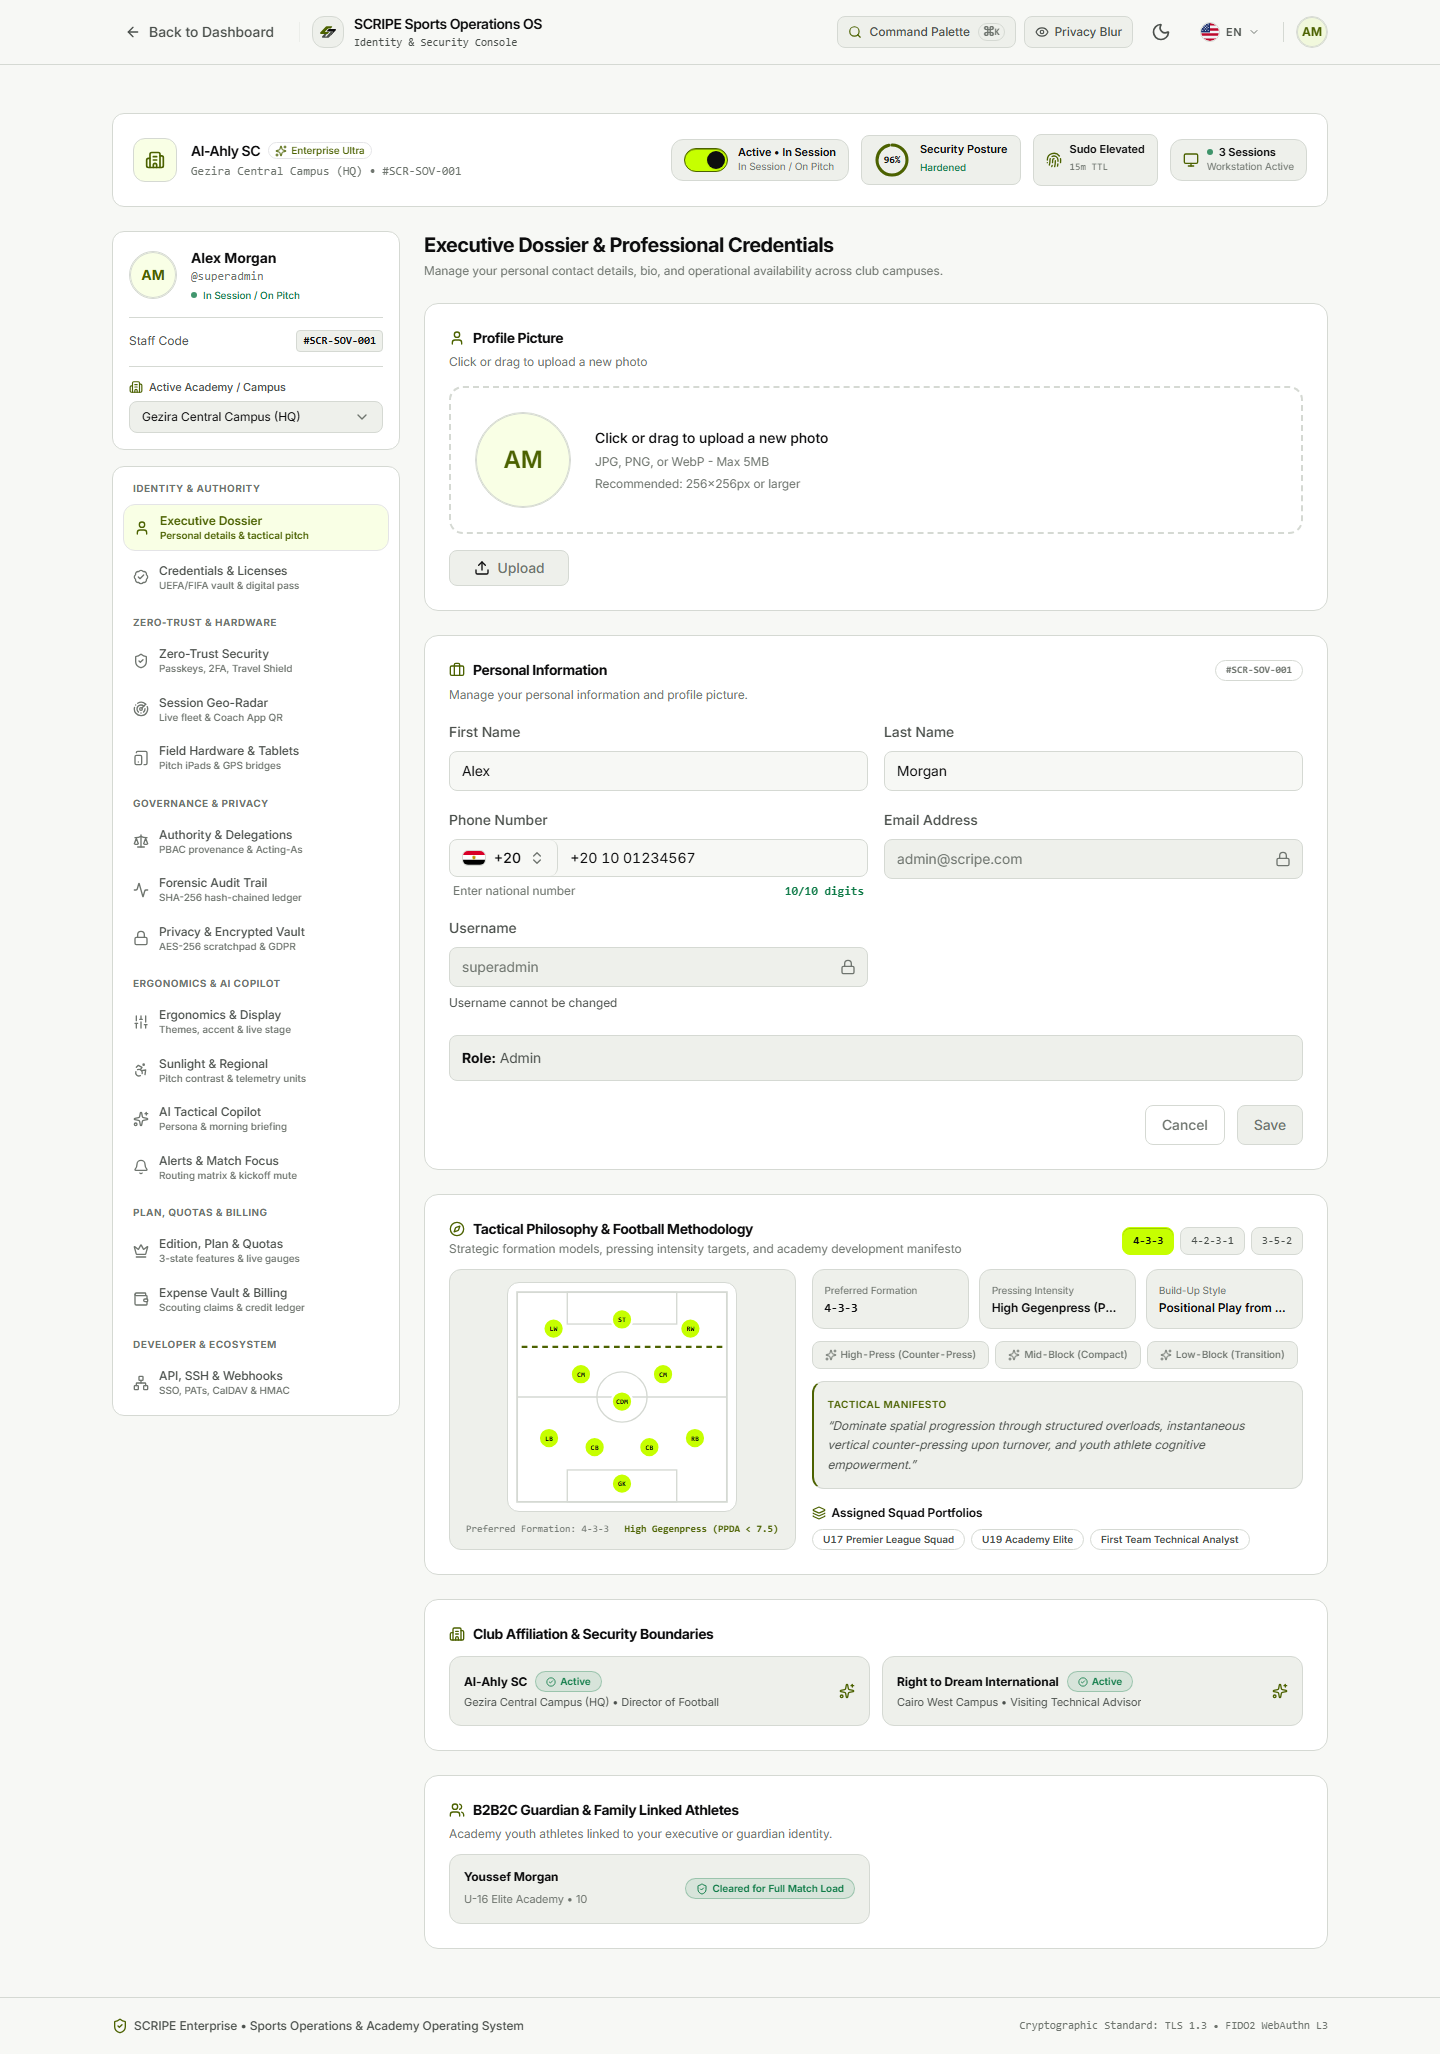 Back to Dashboard
SCRIPE Sports Operations OS
Identity & Security Console
Command Palette ⌘K
Privacy Blur
EN
AM
Al-Ahly SC
Enterprise Ultra
Gezira Central Campus (HQ) • #SCR-SOV-001
Active • In Session
In Session / On Pitch
96%
Security Posture
Hardened
Sudo Elevated
15m TTL
3 Sessions
Workstation Active
AM
Alex Morgan
@superadmin
In Session / On Pitch
Staff Code
#SCR-SOV-001
Active Academy / Campus
Gezira Central Campus (HQ)
IDENTITY & AUTHORITY
Executive Dossier
Personal details & tactical pitch
Credentials & Licenses
UEFA/FIFA vault & digital pass
ZERO-TRUST & HARDWARE
Zero-Trust Security
Passkeys, 2FA, Travel Shield
Session Geo-Radar
Live fleet & Coach App QR
Field Hardware & Tablets
Pitch iPads & GPS bridges
GOVERNANCE & PRIVACY
Authority & Delegations
PBAC provenance & Acting-As
Forensic Audit Trail
SHA-256 hash-chained ledger
Privacy & Encrypted Vault
AES-256 scratchpad & GDPR
ERGONOMICS & AI COPILOT
Ergonomics & Display
Themes, accent & live stage
Sunlight & Regional
Pitch contrast & telemetry units
AI Tactical Copilot
Persona & morning briefing
Alerts & Match Focus
Routing matrix & kickoff mute
PLAN, QUOTAS & BILLING
Edition, Plan & Quotas
3-state features & live gauges
Expense Vault & Billing
Scouting claims & credit ledger
DEVELOPER & ECOSYSTEM
API, SSH & Webhooks
SSO, PATs, CalDAV & HMAC
Executive Dossier & Professional Credentials
Manage your personal contact details, bio, and operational availability across club campuses.
Profile Picture
Click or drag to upload a new photo
AM
Click or drag to upload a new photo
JPG, PNG, or WebP - Max 5MB
Recommended: 256×256px or larger
Upload
Personal Information
#SCR-SOV-001
Manage your personal information and profile picture.
First Name
Last Name
Alex
Morgan
Phone Number
Email Address
+20
+20 10 01234567
admin@scripe.com
Enter national number
10/10 digits
Username
superadmin
Username cannot be changed
Role: Admin
Cancel
Save
Tactical Philosophy & Football Methodology
Strategic formation models, pressing intensity targets, and academy development manifesto
4-3-3
4-2-3-1
3-5-2
ST
LW
RW
CM
CM
CDM
LB
RB
CB
CB
GK
Preferred Formation: 4-3-3
High Gegenpress (PPDA < 7.5)
Preferred Formation
4-3-3
Pressing Intensity
High Gegenpress (P...
Build-Up Style
Positional Play from ...
High-Press (Counter-Press)
Mid-Block (Compact)
Low-Block (Transition)
TACTICAL MANIFESTO
"Dominate spatial progression through structured overloads, instantaneous
vertical counter-pressing upon turnover, and youth athlete cognitive
empowerment."
Assigned Squad Portfolios
U17 Premier League Squad
U19 Academy Elite
First Team Technical Analyst
Club Affiliation & Security Boundaries
Al-Ahly SC
Active
Gezira Central Campus (HQ) • Director of Football
Right to Dream International
Active
Cairo West Campus • Visiting Technical Advisor
B2B2C Guardian & Family Linked Athletes
Academy youth athletes linked to your executive or guardian identity.
Youssef Morgan
U-16 Elite Academy • 10
Cleared for Full Match Load
SCRIPE Enterprise • Sports Operations & Academy Operating System
Cryptographic Standard: TLS 1.3 • FIDO2 WebAuthn L3